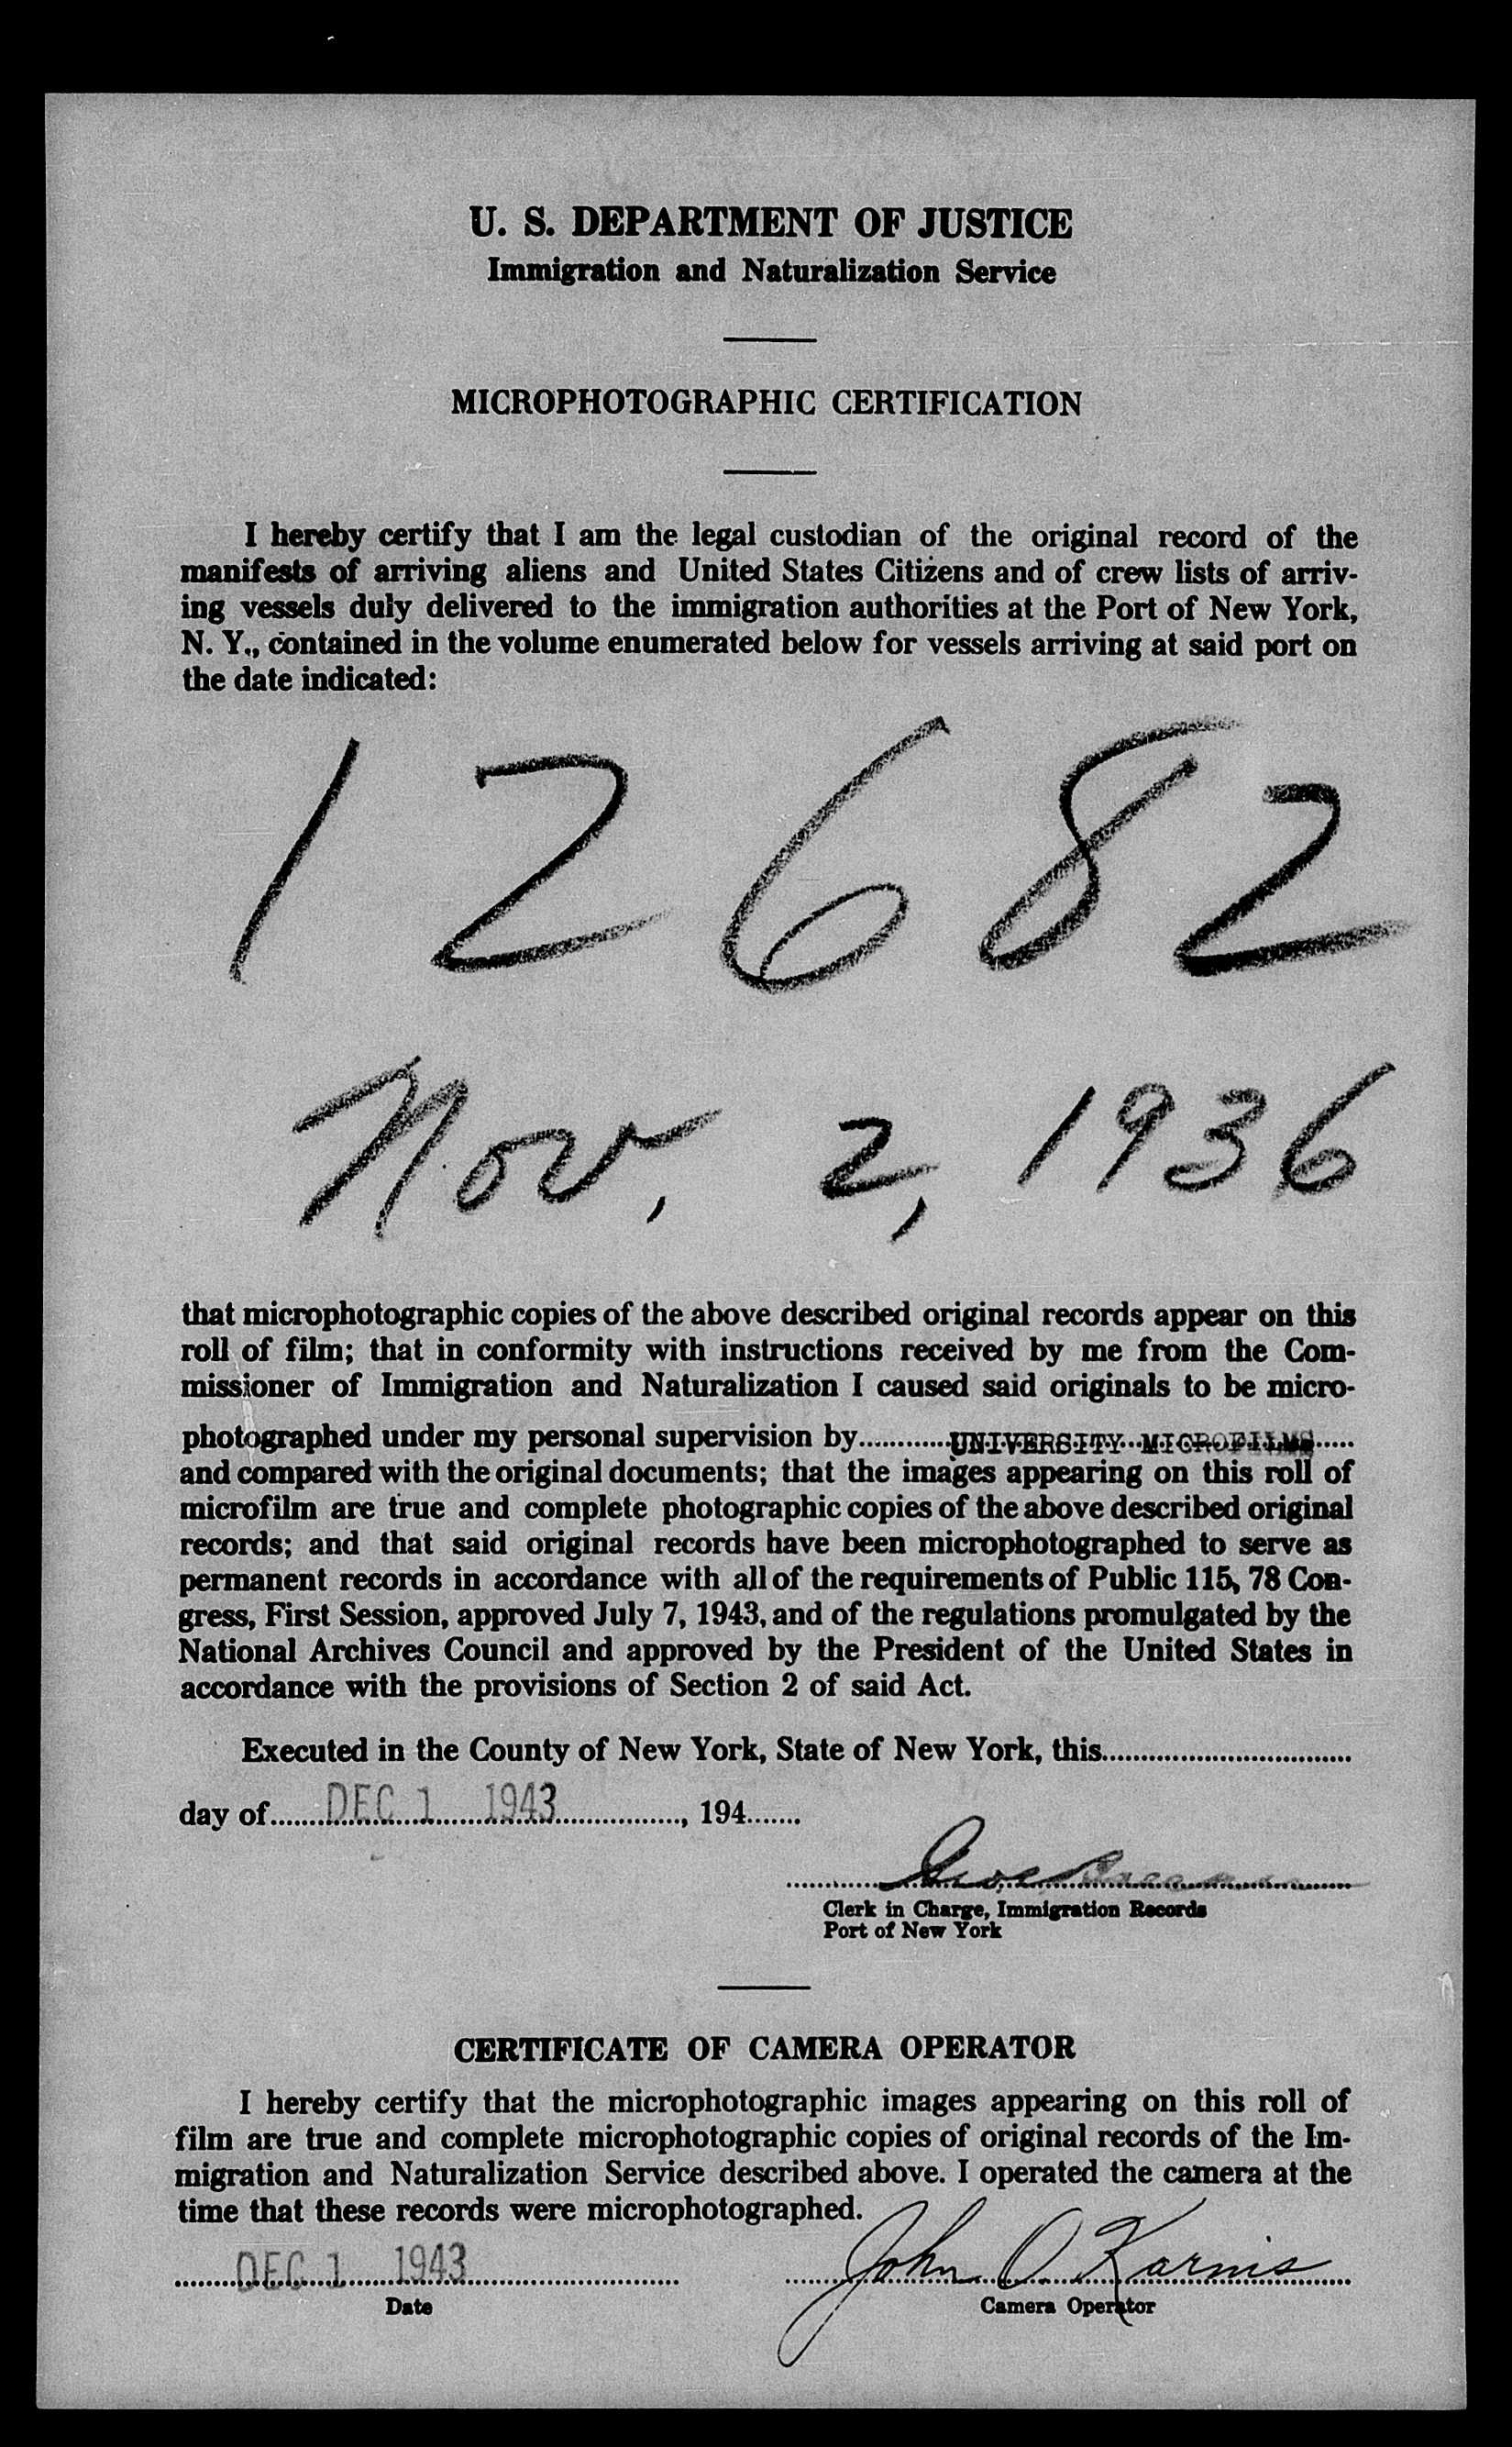 U. S. DEPARTMENT OF JUSTICE
Immigration and Naturalization Service
MICROPHOTOGRAPHIC CERTIFICATION
I hereby certify that I am the legal custodian of the original record of the
manifests of arriving aliens and United States Citizens and of crew lists of arriv-
ing vessels duly delivered to the immigration authorities at the Port of New York,
N. Y., contained in the volume enumerated below for vessels arriving at said port on
the date indicated:
12682
Nov, 2, 1936
that microphotographic copies of the above described original records appear on this
roll of film; that in conformity with instructions received by me from the Com-
missioner of Immigration and Naturalization I caused said originals to be micro-
photographed under my personal supervision by............UNIVERSITY MICROFILMS.....
and compared with the original documents; that the images appearing on this roll of
microfilm are true and complete photographic copies of the above described original
records; and that said original records have been microphotographed to serve as
permanent records in accordance with all of the requirements of Public 115, 78 Con-
gress, First Session, approved July 7, 1943, and of the regulations promulgated by the
National Archives Council and approved by the President of the United States in
accordance with the provisions of Section 2 of said Act.
Executed in the County of New York, State of New York, this................................
day of......DEC 1 1943................, 194.......
Clerk in Charge, Immigration Records
Port of New York
CERTIFICATE OF CAMERA OPERATOR
I hereby certify that the microphotographic images appearing on this roll of
film are true and complete microphotographic copies of original records of the Im-
migration and Naturalization Service described above. I operated the camera at the
time that these records were microphotographed.
DEC 1 1943 John O Karnis
Date Camera Operator